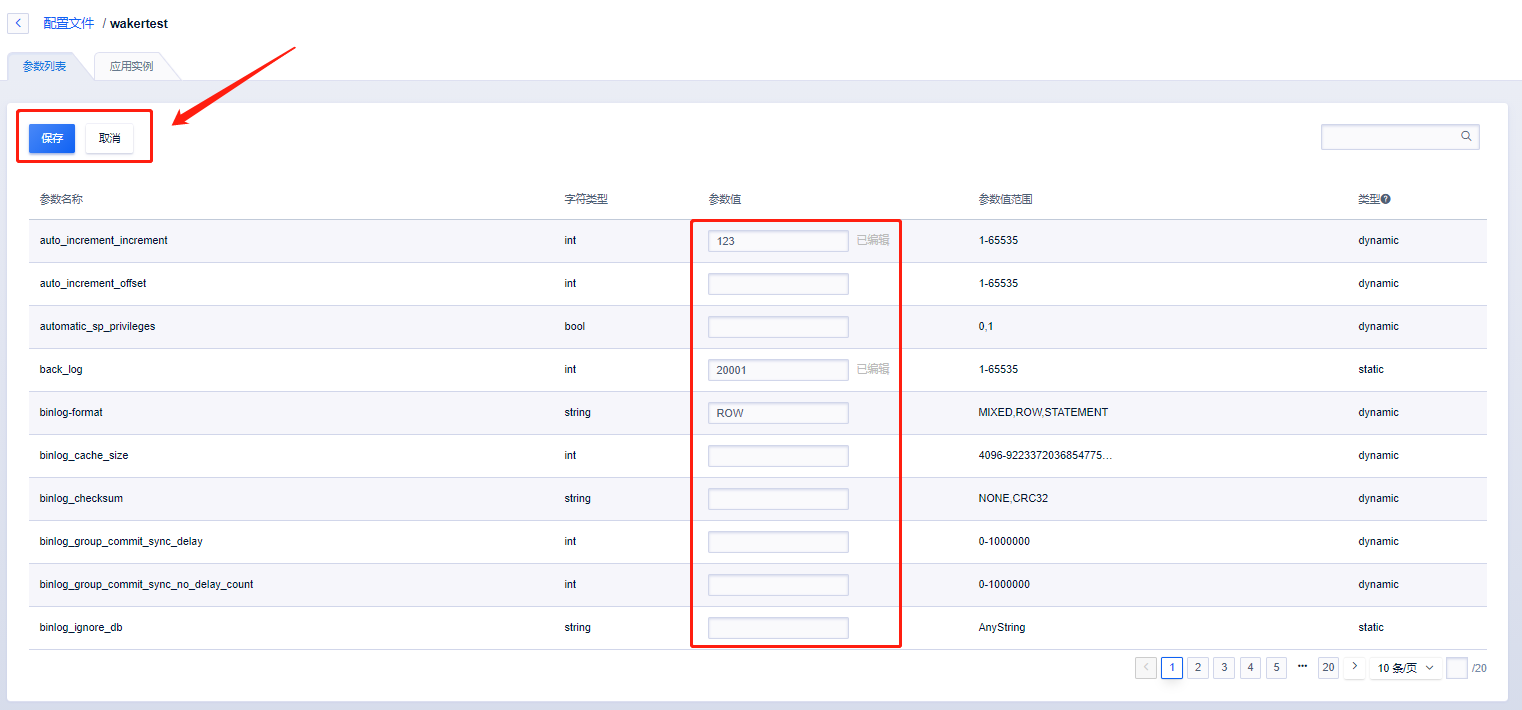 配置文件 / wakertest
参数列表 应用实例
保存 取消
参数名称 字符类型 参数值 参数值范围 类型
auto_increment_increment int 123 已编辑 1-65535 dynamic
auto_increment_offset int 1-65535 dynamic
automatic_sp_privileges bool 0,1 dynamic
back_log int 20001 已编辑 1-65535 static
binlog-format string ROW MIXED,ROW,STATEMENT dynamic
binlog_cache_size int 4096-9223372036854775... dynamic
binlog_checksum string NONE,CRC32 dynamic
binlog_group_commit_sync_delay int 0-1000000 dynamic
binlog_group_commit_sync_no_delay_count int 0-1000000 dynamic
binlog_ignore_db string AnyString static
1 2 3 4 5 ••• 20 10 条/页 /20